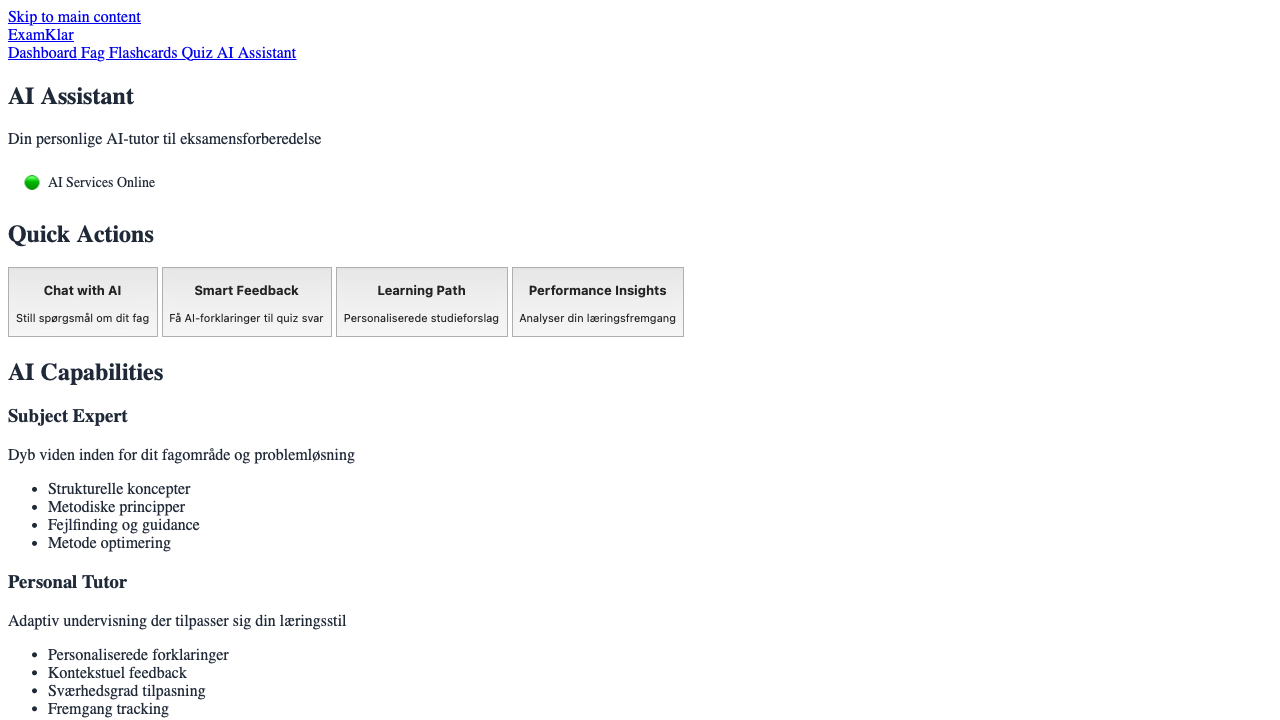 Skip to main content
ExamKlar
Dashboard Fag Flashcards Quiz AI Assistant
AI Assistant
Din personlige AI-tutor til eksamensforberedelse
AI Services Online
Quick Actions
Chat with AI
Still spørgsmål om dit fag
Smart Feedback
Få AI-forklaringer til quiz svar
Learning Path
Personaliserede studieforslag
Performance Insights
Analyser din læringsfremgang
AI Capabilities
Subject Expert
Dyb viden inden for dit fagområde og problemløsning
Strukturelle koncepter
Metodiske principper
Fejlfinding og guidance
Metode optimering
Personal Tutor
Adaptiv undervisning der tilpasser sig din læringsstil
Personaliserede forklaringer
Kontekstuel feedback
Sværhedsgrad tilpasning
Fremgang tracking